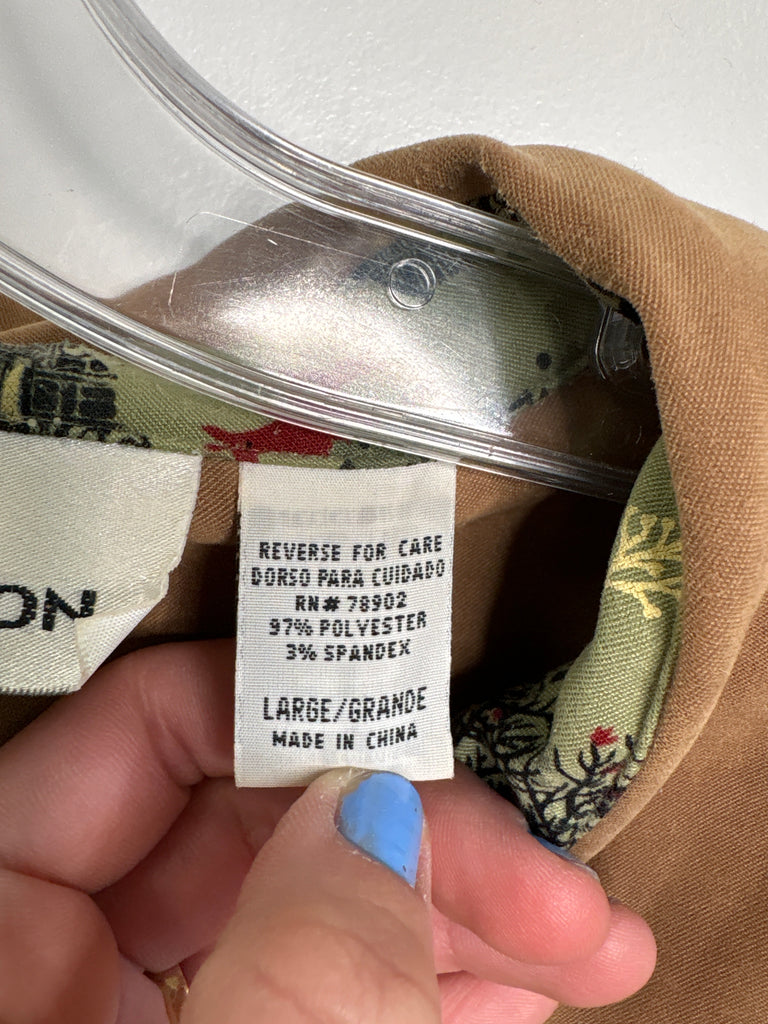 ON
REVERSE FOR CARE
DORSO PARA CUIDADO
RN# 78902
97% POLYESTER
3% SPANDEX
LARGE/GRANDE
MADE IN CHINA